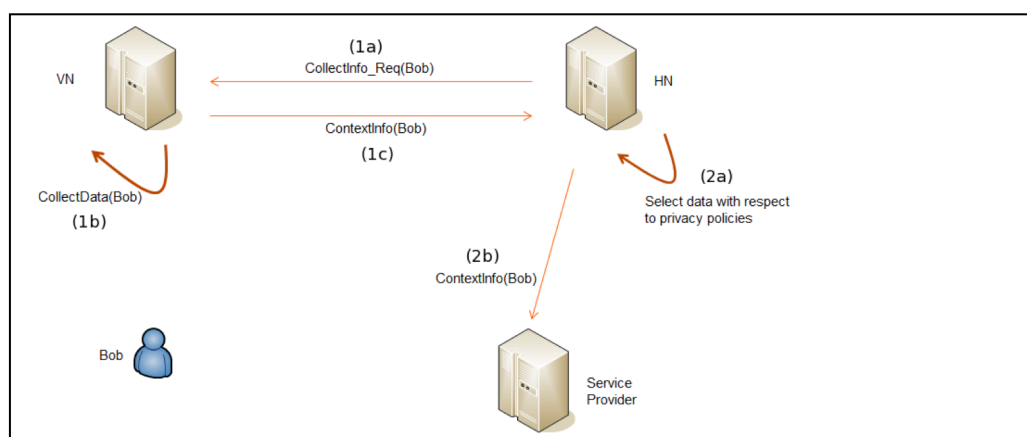 (1a)
VN
CollectInfo_Req(Bob)
HN
ContextInfo(Bob)
(1c)
CollectData(Bob)
(1b)
(2a)
Select data with respect
to privacy policies
(2b)
ContextInfo(Bob)
Bob
Service
Provider